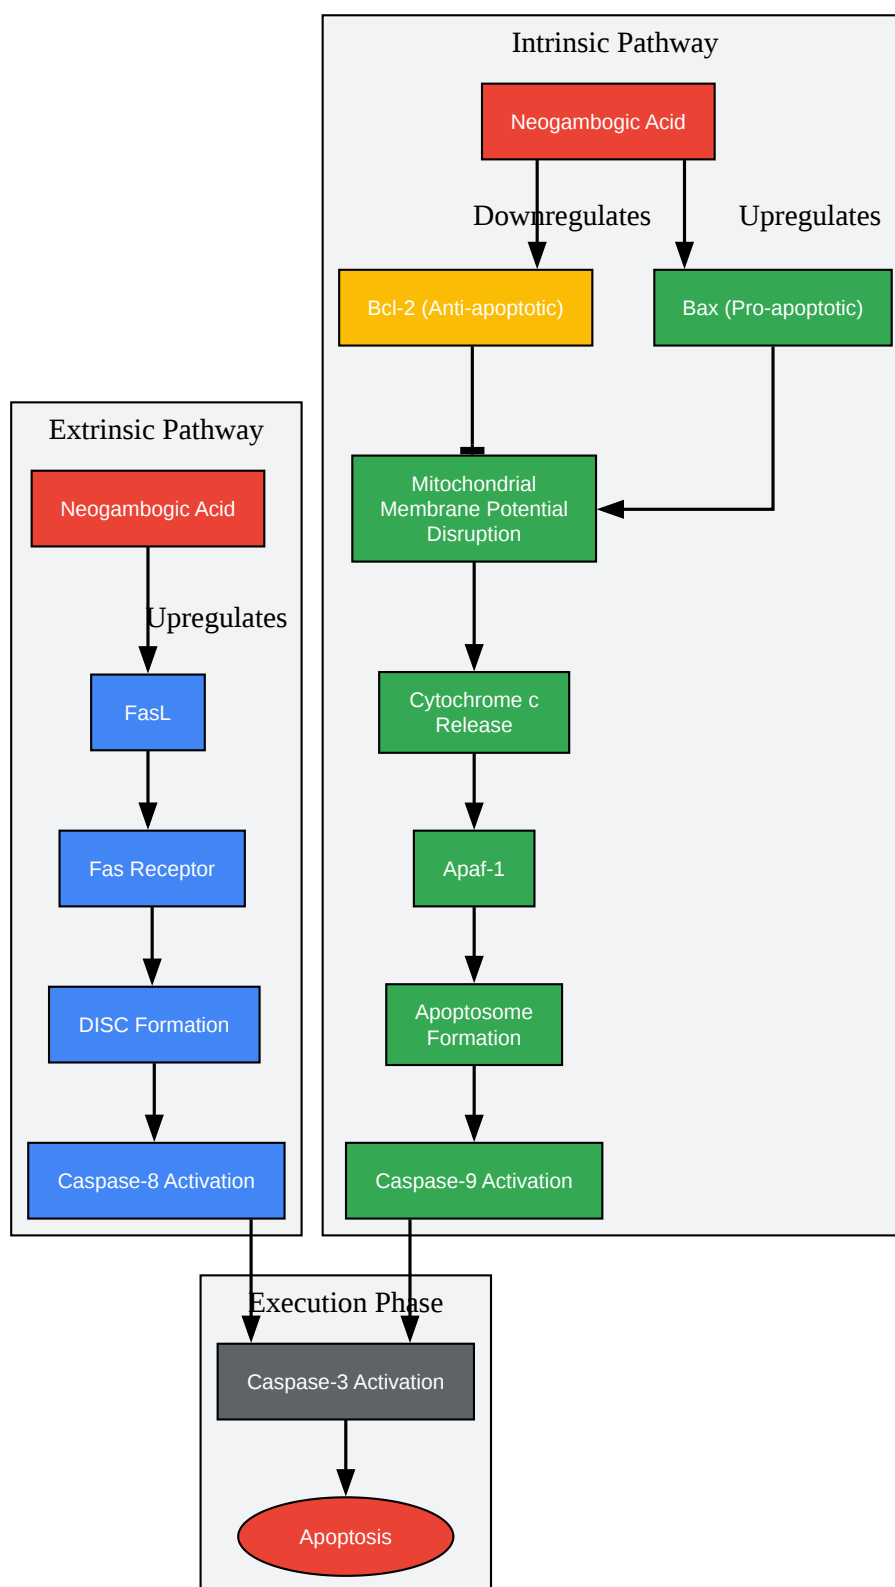 Intrinsic Pathway
Neogambogic Acid
Downregulates
Upregulates
Bcl-2 (Anti-apoptotic)
Bax (Pro-apoptotic)
Mitochondrial
Membrane Potential
Disruption
Cytochrome c
Release
Apaf-1
Apoptosome
Formation
Caspase-9 Activation
Extrinsic Pathway
Neogambogic Acid
Upregulates
FasL
Fas Receptor
DISC Formation
Caspase-8 Activation
Execution Phase
Caspase-3 Activation
Apoptosis